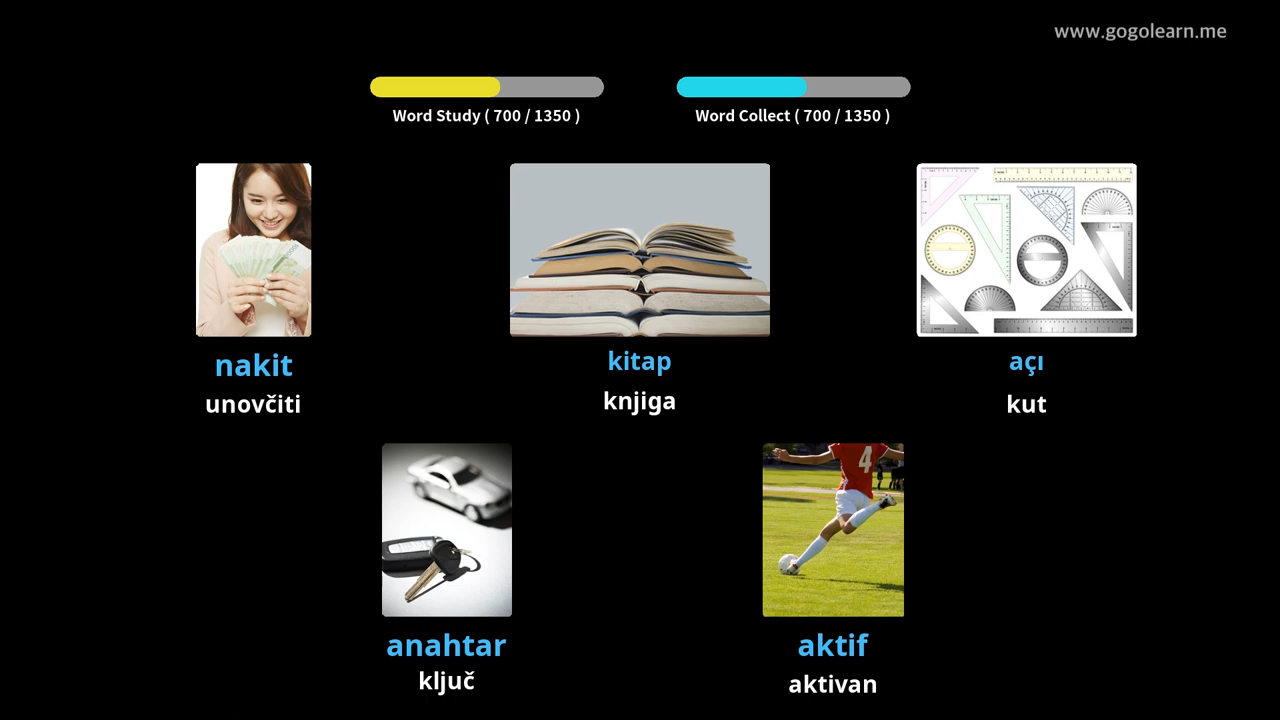 www.gogolearn.me
Word Study ( 700 / 1350 )
Word Collect ( 700 / 1350 )
nakit
unovčiti
kitap
knjiga
açı
kut
4
anahtar
ključ
aktif
aktivan